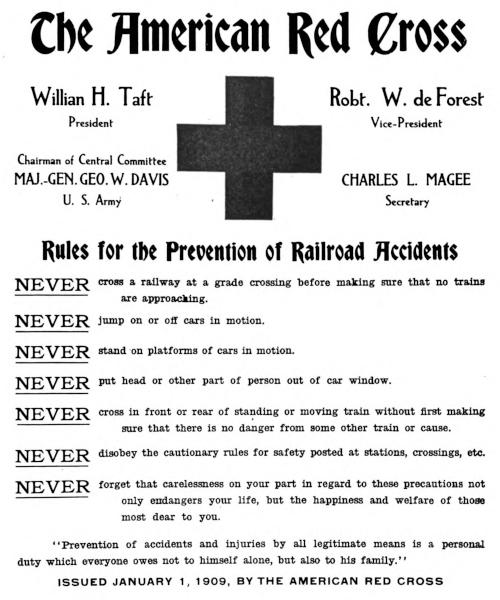 The American Red Cross
Willian H. Taft
President
Robt. W. de Forest
Vice-President
Chairman of Central Committee
MAJ.-GEN. GEO. W. DAVIS
U. S. Army
CHARLES L. MAGEE
Secretary
Rules for the Prevention of Railroad Accidents
NEVER cross a railway at a grade crossing before making sure that no trains
are approaching.
NEVER jump on or off cars in motion.
NEVER stand on platforms of cars in motion.
NEVER put head or other part of person out of car window.
NEVER cross in front or rear of standing or moving train without first making
sure that there is no danger from some other train or cause.
NEVER disobey the cautionary rules for safety posted at stations, crossings, etc.
NEVER forget that carelessness on your part in regard to these precautions not
only endangers your life, but the happiness and welfare of those
most dear to you.
''Prevention of accidents and injuries by all legitimate means is a personal
duty which everyone owes not to himself alone, but also to his family.''
ISSUED JANUARY 1, 1909, BY THE AMERICAN RED CROSS